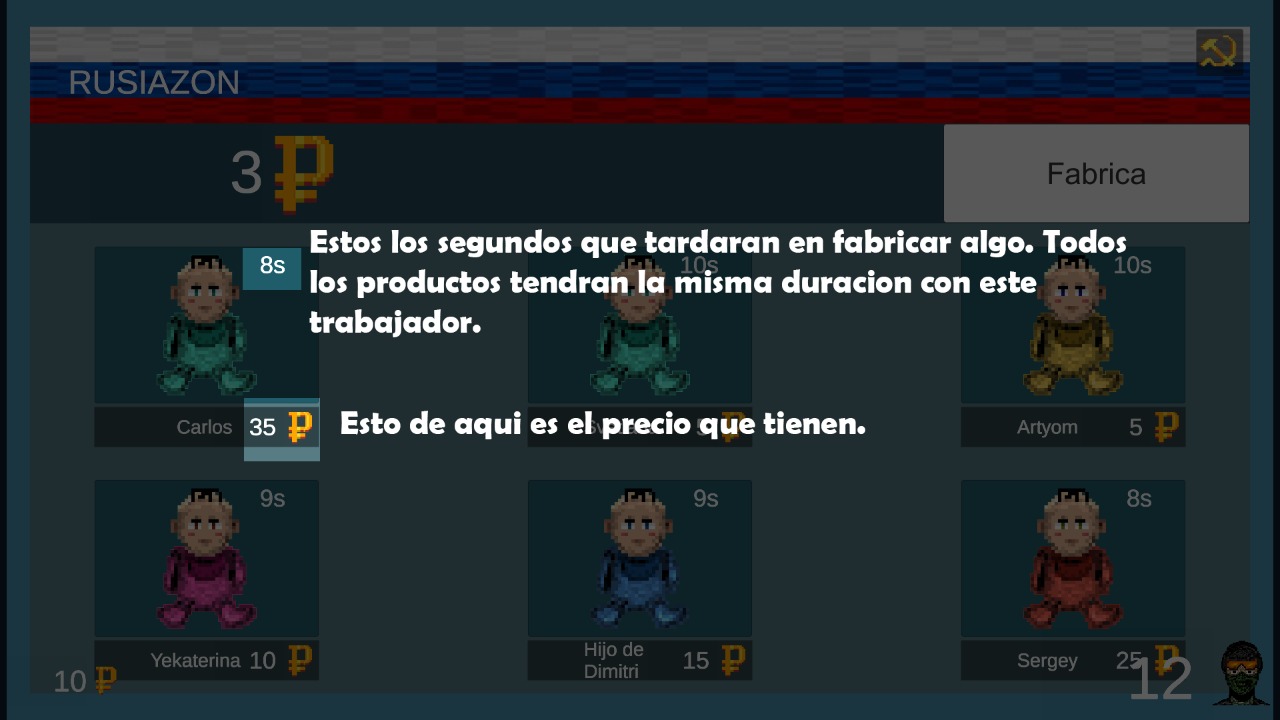 RUSIAZON
3
Fabrica
Estos los segundos que tardaran en fabricar algo. Todos
los productos tendran la misma duracion con este
trabajador.
8s
10s
10s
Carlos 35
Esto de aqui es el precio que tienen.
5
Artyom 5
9s
9s
8s
Yekaterina 10
Hijo de
Dimitri 15
Sergey 25
10
12